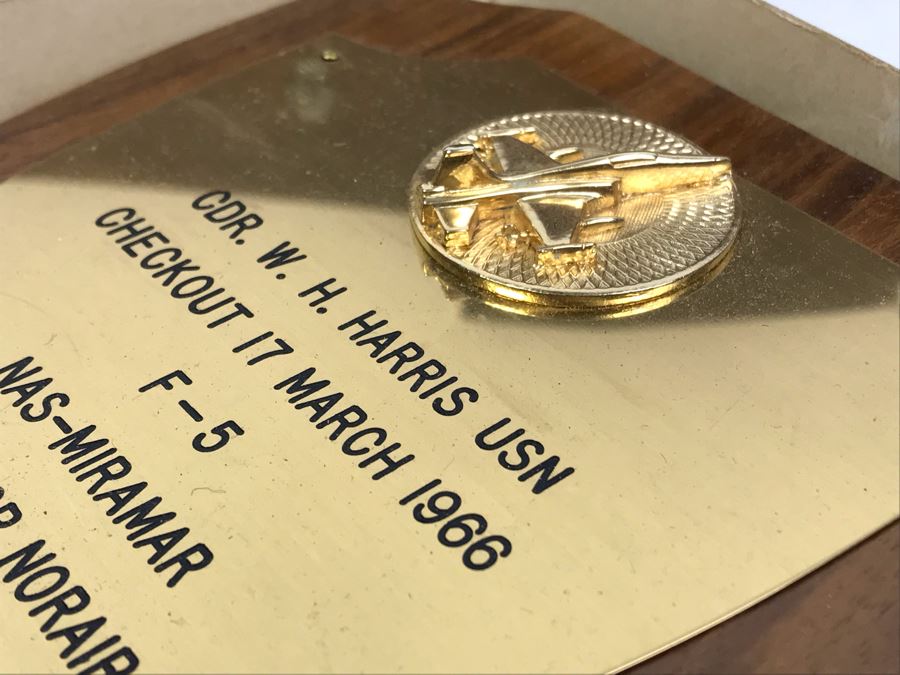 CDR. W. H. HARRIS USN
CHECKOUT 17 MARCH 1966
F-5
NAS-MIRAMAR
NORAIR